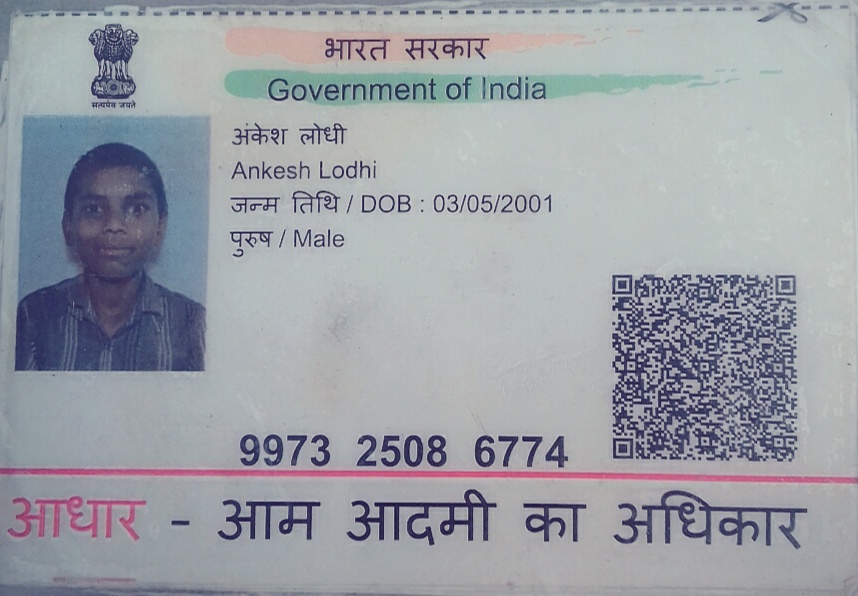 भारत सरकार
Government of India
सत्यमेव जयते
अंकेश लोधी
Ankesh Lodhi
जन्म तिथि / DOB : 03/05/2001
पुरुष / Male
9973 2508 6774
आधार - आम आदमी का अधिकार